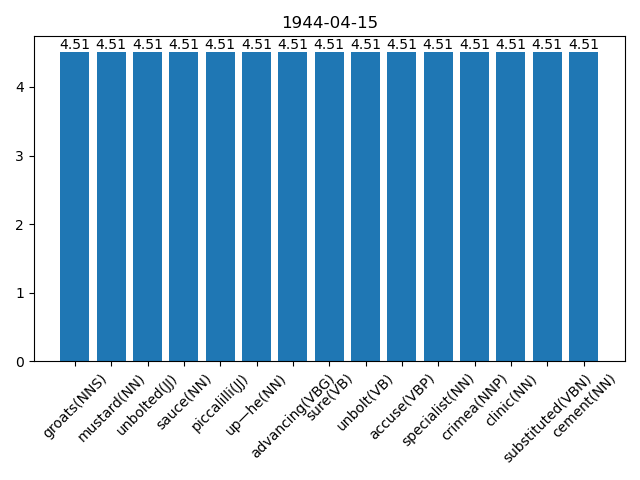 1944-04-15
4.51 4.51 4.51 4.51 4.51 4.51 4.51 4.51 4.51 4.51 4.51 4.51 4.51 4.51 4.51
4
3
2
1
0
groats(NNS)
mustard(NN)
unbolted(JJ)
sauce(NN)
piccallilli(JJ)
up—he(NN)
advancing(VBG)
sure(VB)
unbolt(VB)
accuse(VBP)
specialist(NN)
crimea(NNP)
clinic(NN)
substituted(VBN)
cement(NN)